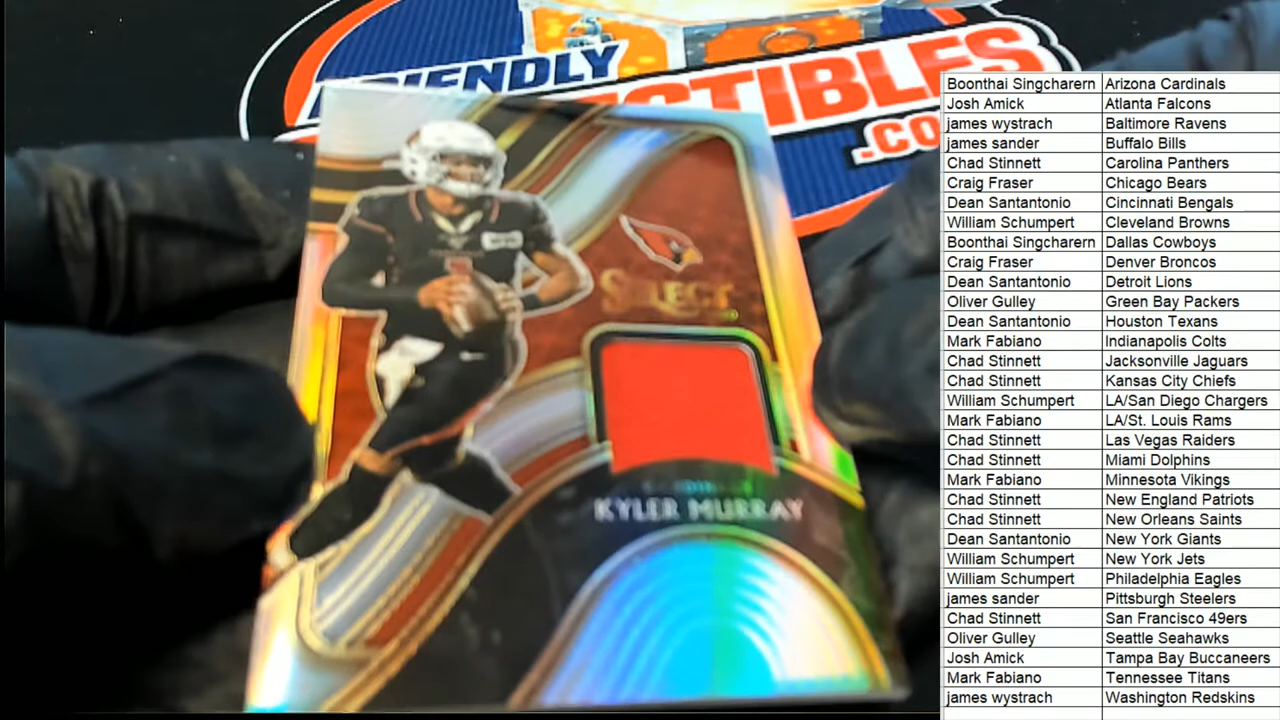 FRIENDLY
CTIBLES
.CO
SELECT
KYLER MURRAY
Boonthai Singcharern Arizona Cardinals
Josh Amick Atlanta Falcons
james wystrach Baltimore Ravens
james sander Buffalo Bills
Chad Stinnett Carolina Panthers
Craig Fraser Chicago Bears
Dean Santantonio Cincinnati Bengals
William Schumpert Cleveland Browns
Boonthai Singcharern Dallas Cowboys
Craig Fraser Denver Broncos
Dean Santantonio Detroit Lions
Oliver Gulley Green Bay Packers
Dean Santantonio Houston Texans
Mark Fabiano Indianapolis Colts
Chad Stinnett Jacksonville Jaguars
Chad Stinnett Kansas City Chiefs
William Schumpert LA/San Diego Chargers
Mark Fabiano LA/St. Louis Rams
Chad Stinnett Las Vegas Raiders
Chad Stinnett Miami Dolphins
Mark Fabiano Minnesota Vikings
Chad Stinnett New England Patriots
Chad Stinnett New Orleans Saints
Dean Santantonio New York Giants
William Schumpert New York Jets
William Schumpert Philadelphia Eagles
james sander Pittsburgh Steelers
Chad Stinnett San Francisco 49ers
Oliver Gulley Seattle Seahawks
Josh Amick Tampa Bay Buccaneers
Mark Fabiano Tennessee Titans
james wystrach Washington Redskins